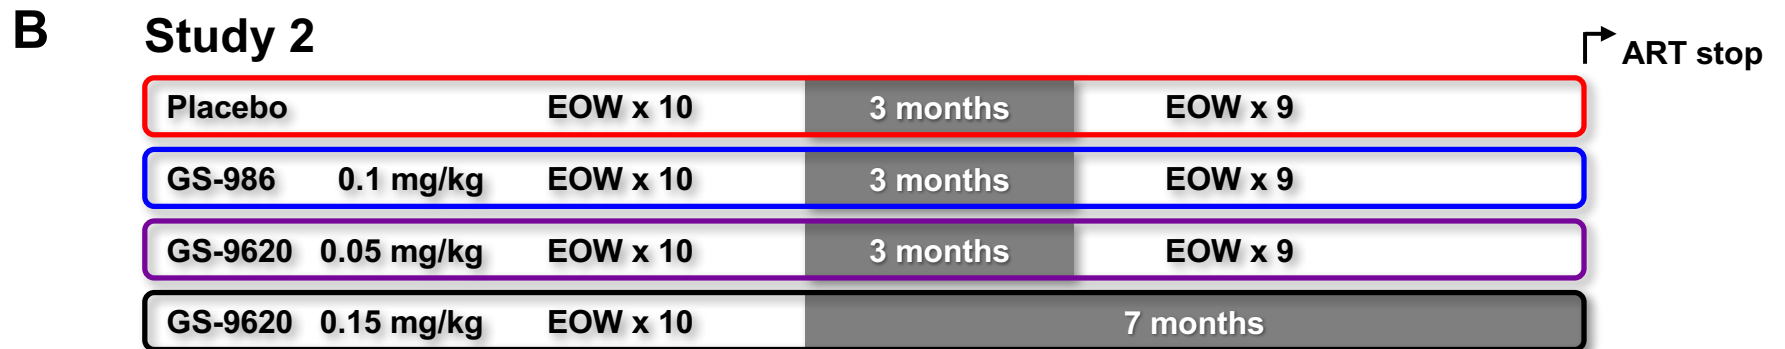 B Study 2
ART stop
Placebo EOW x 10 3 months EOW x 9
GS-986 0.1 mg/kg EOW x 10 3 months EOW x 9
GS-9620 0.05 mg/kg EOW x 10 3 months EOW x 9
GS-9620 0.15 mg/kg EOW x 10 7 months